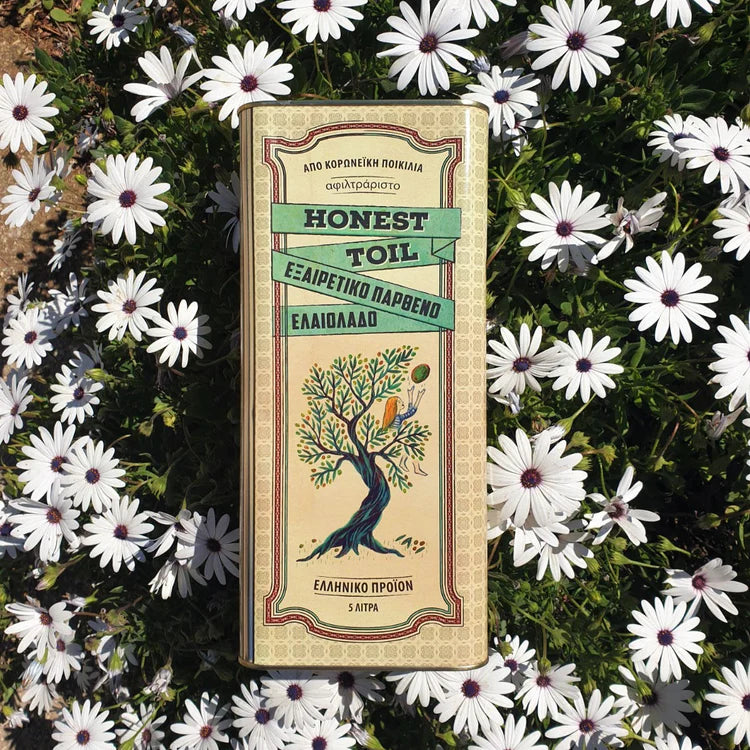 ΑΠΟ ΚΟΡΩΝΕΪΚΗ ΠΟΙΚΙΛΙΑ
αφιλτράριστο
HONEST
TOIL
ΕΞΑΙΡΕΤΙΚΟ ΠΑΡΘΕΝΟ
ΕΛΑΙΟΛΑΔΟ
ΕΛΛΗΝΙΚΟ ΠΡΟΪΟΝ
5 ΛΙΤΡΑ